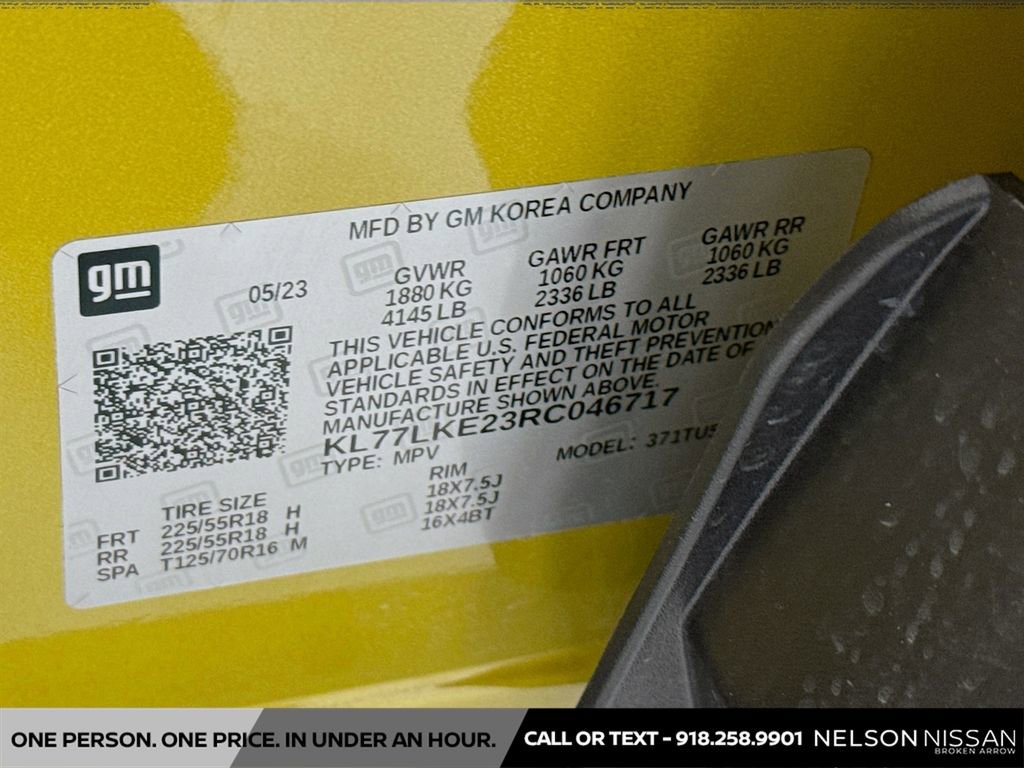 MFD BY GM KOREA COMPANY
gm
05/23
GVWR
1880 KG
4145 LB
GAWR FRT
1060 KG
2336 LB
GAWR RR
1060 KG
2336 LB
THIS VEHICLE CONFORMS TO ALL
APPLICABLE U.S. FEDERAL MOTOR
VEHICLE SAFETY AND THEFT PREVENTION
STANDARDS IN EFFECT ON THE DATE OF
MANUFACTURE SHOWN ABOVE.
KL77LKE23RC046717
TYPE: MPV MODEL: 371TU5
TIRE SIZE RIM
FRT 225/55R18 H 18X7.5J
RR 225/55R18 H 18X7.5J
SPA T125/70R16 M 16X4BT
ONE PERSON. ONE PRICE. IN UNDER AN HOUR.
CALL OR TEXT - 918.258.9901
NELSON NISSAN
BROKEN ARROW